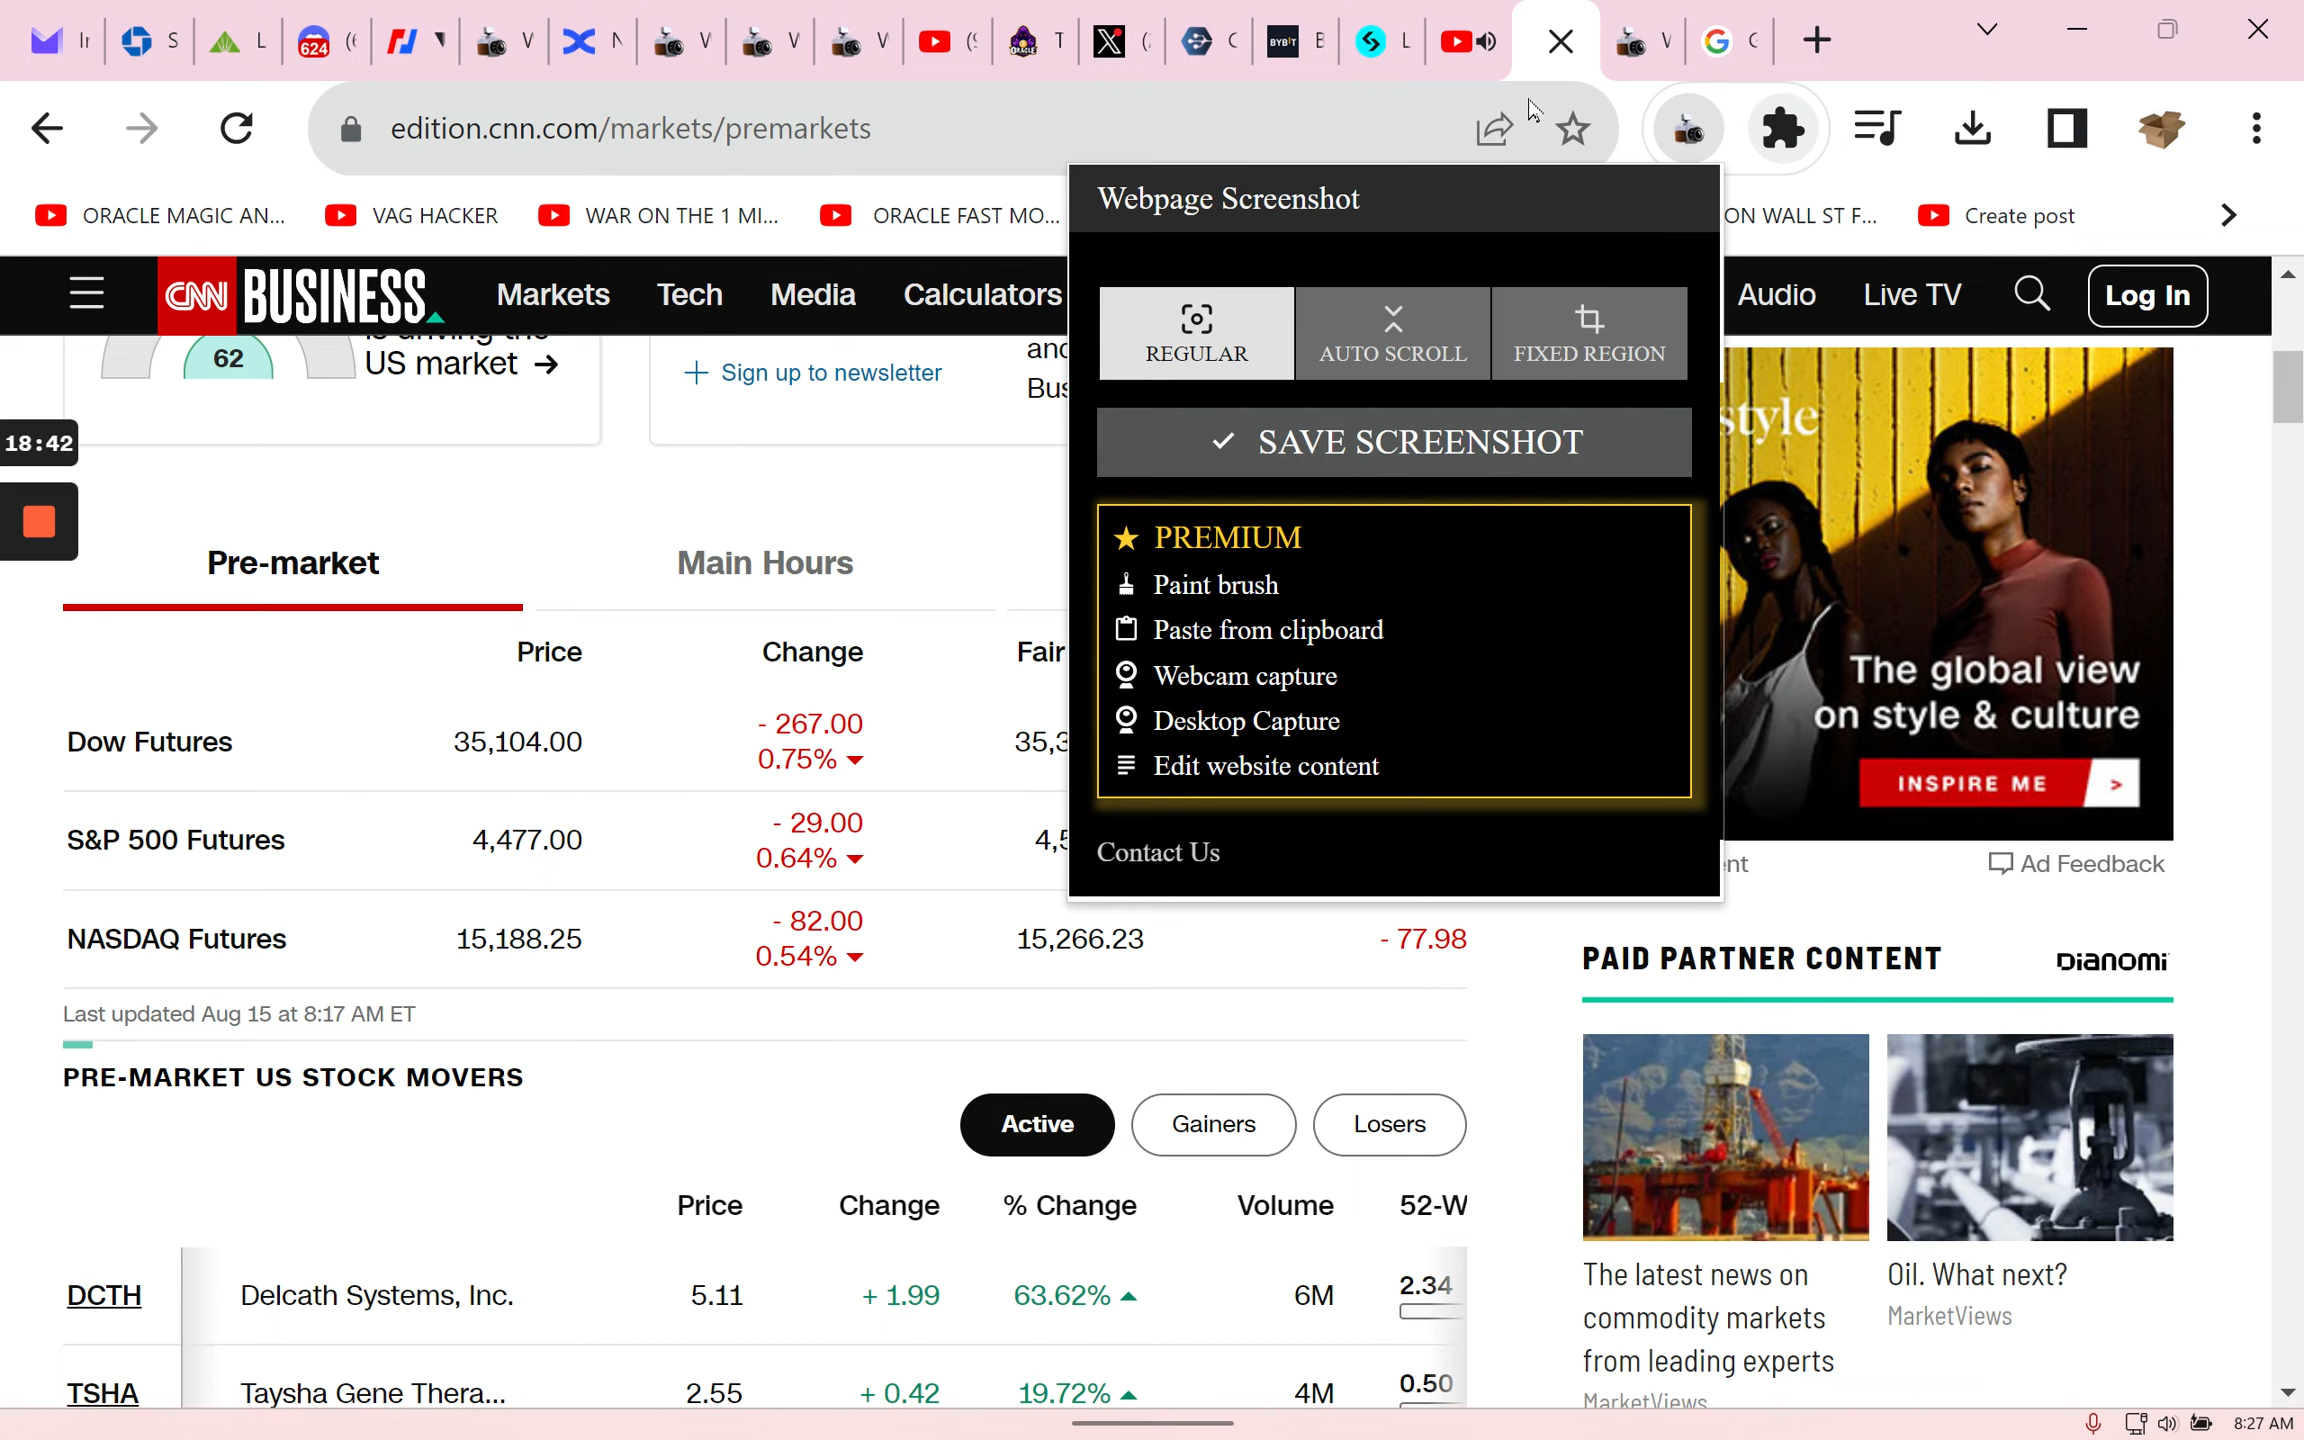 Ir S L 624 ( V V N V V V ( T ( C BYBIT B L V G
edition.cnn.com/markets/premarkets
ORACLE MAGIC AN... VAG HACKER WAR ON THE 1 MI... ORACLE FAST MO... ON WALL ST F... Create post
CNN BUSINESS Markets Tech Media Calculators Audio Live TV Log In
62
US market →
+ Sign up to newsletter
Webpage Screenshot
REGULAR AUTO SCROLL FIXED REGION
SAVE SCREENSHOT
PREMIUM
Paint brush
Paste from clipboard
Webcam capture
Desktop Capture
Edit website content
Contact Us
18:42
Pre-market Main Hours
Price Change Fair
Dow Futures 35,104.00 - 267.00 35,3
0.75%
S&P 500 Futures 4,477.00 - 29.00 4,5
0.64%
NASDAQ Futures 15,188.25 - 82.00 15,266.23 - 77.98
0.54%
Last updated Aug 15 at 8:17 AM ET
PRE-MARKET US STOCK MOVERS
Active Gainers Losers
Price Change % Change Volume 52-W
DCTH Delcath Systems, Inc. 5.11 + 1.99 63.62% 6M 2.34
TSHA Taysha Gene Thera... 2.55 + 0.42 19.72% 4M 0.50
style
The global view
on style & culture
INSPIRE ME >
Ad Feedback
PAID PARTNER CONTENT DIANOMI
The latest news on
commodity markets
from leading experts
MarketViews
Oil. What next?
MarketViews
8:27 AM